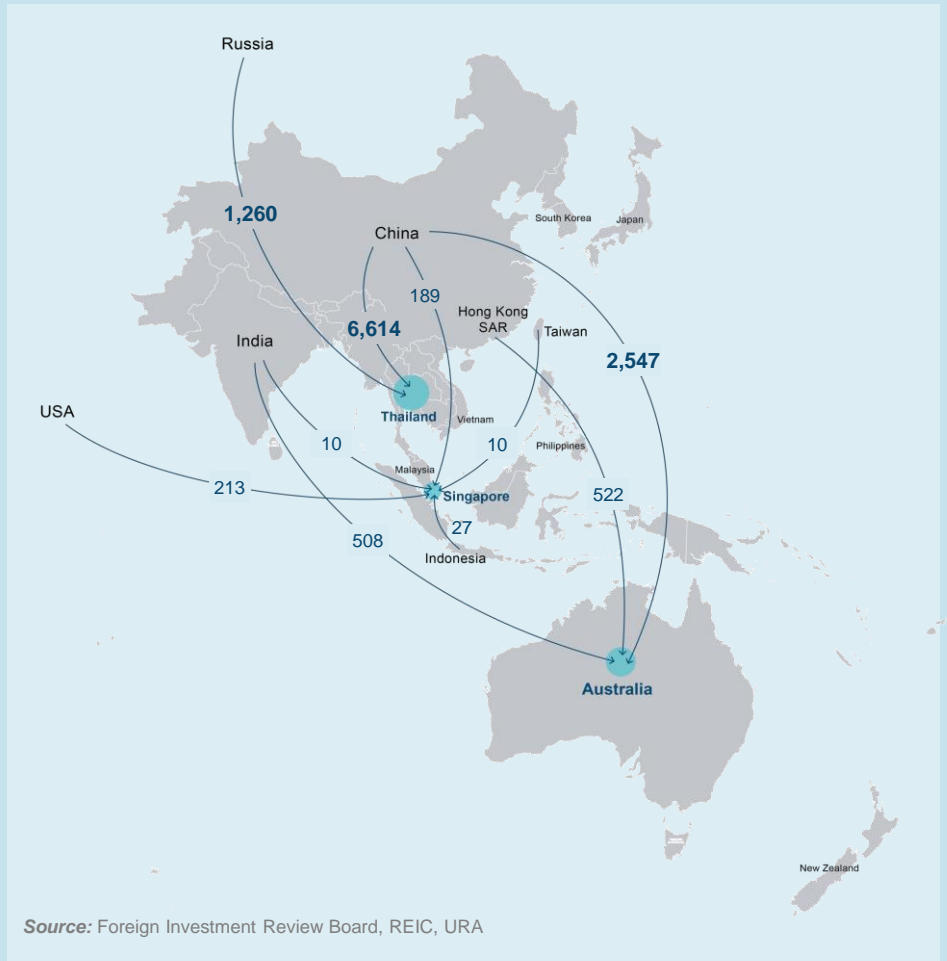 Russia
1,260
South Korea
Japan
China
189
Hong Kong
SAR
Taiwan
6,614
India
2,547
USA
Thailand
Vietnam
10
10
Philippines
Malaysia
213
Singapore
522
27
508
Indonesia
Australia
New Zealand
Source: Foreign Investment Review Board, REIC, URA